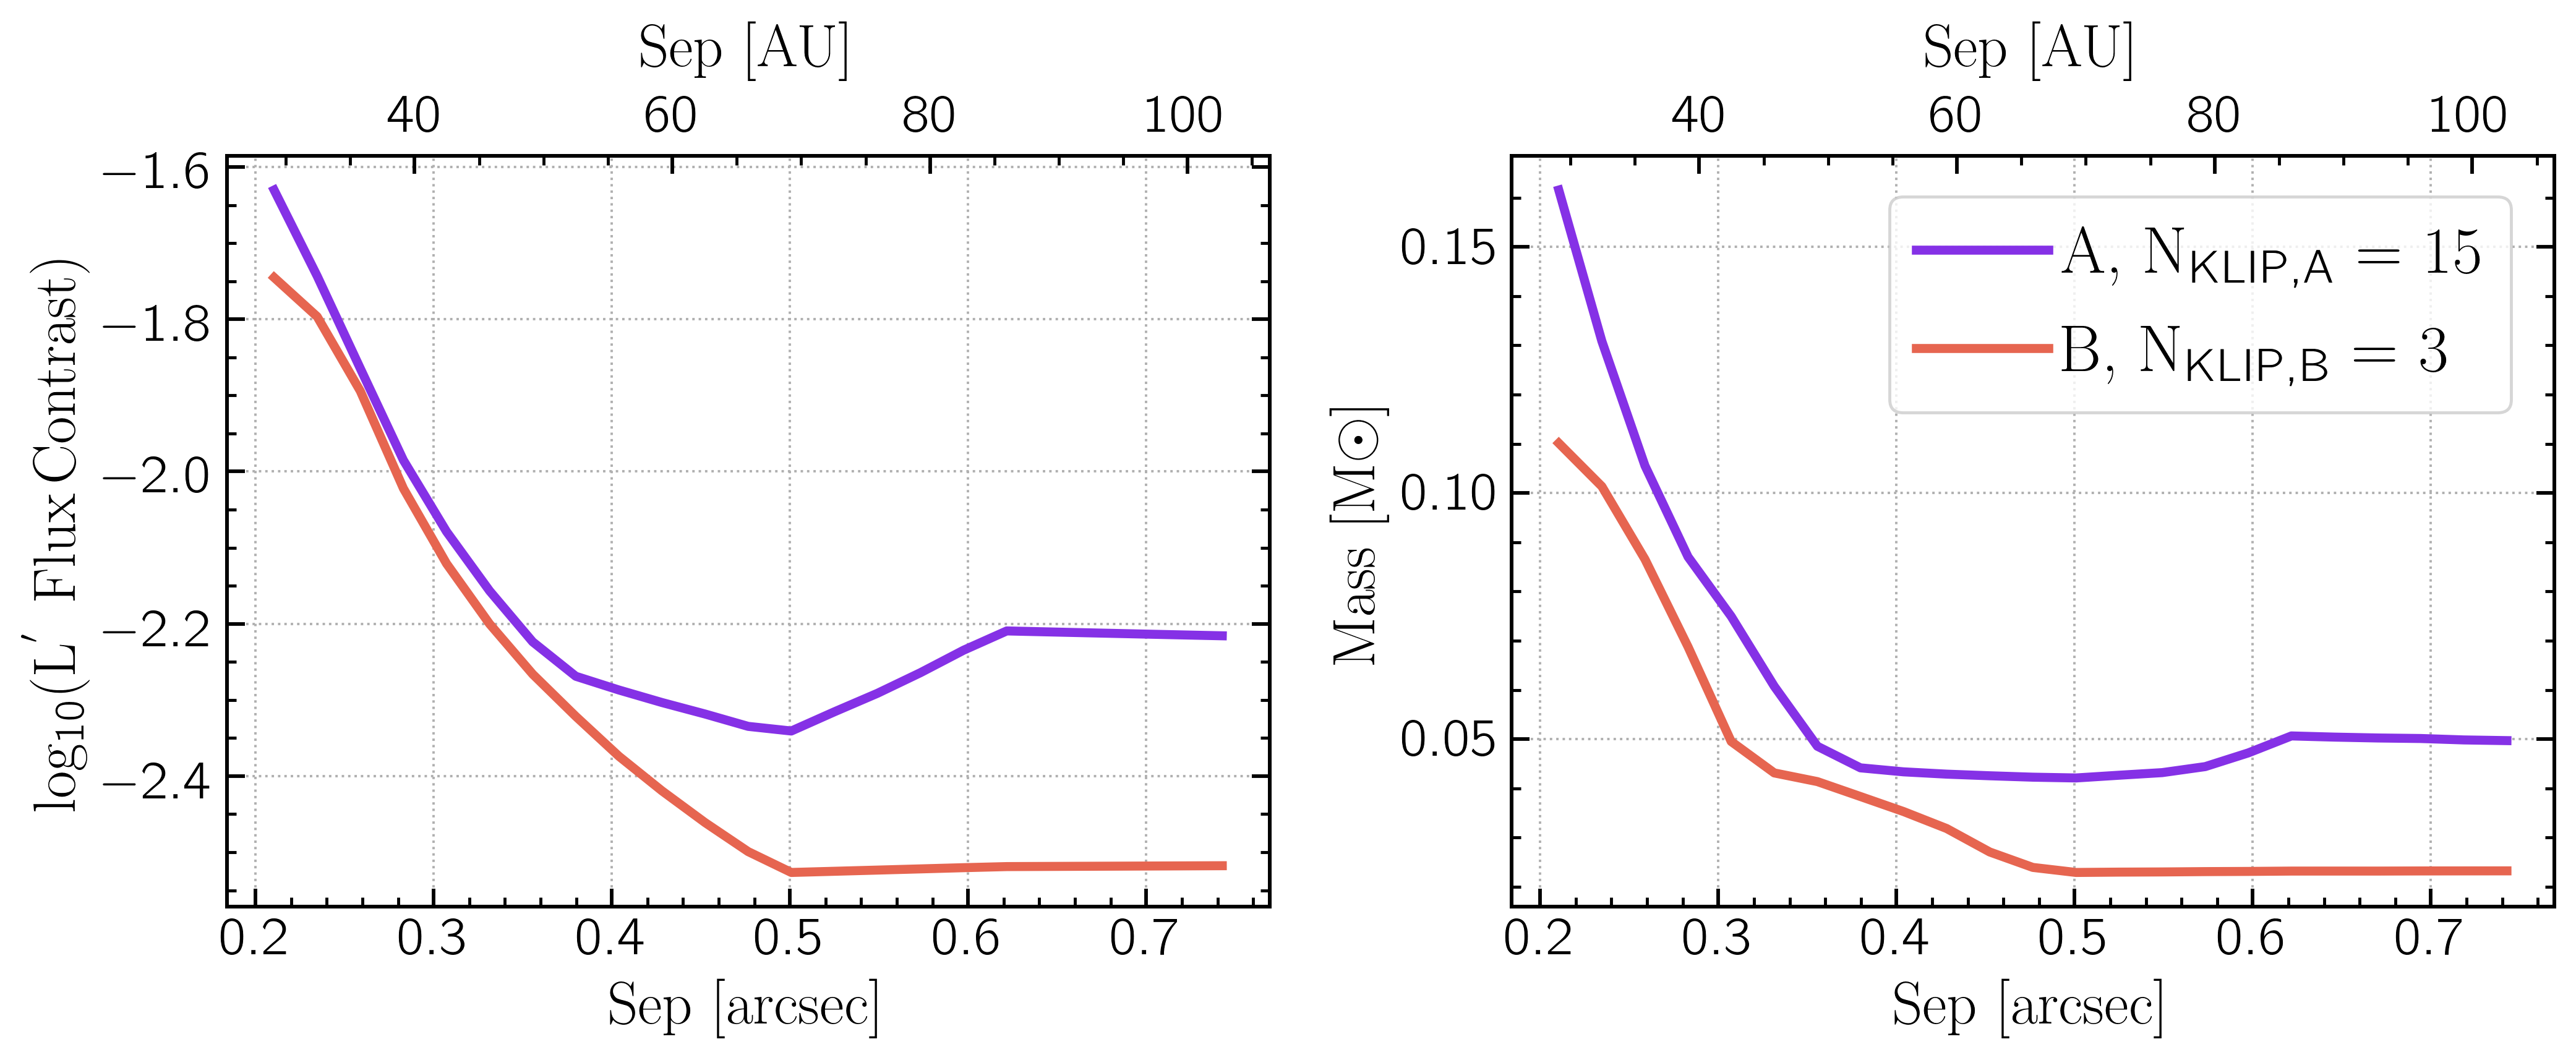 Sep [AU]
40 60 80 100
−1.6
−1.8
−2.0
−2.2
−2.4
log10(L′ Flux Contrast)
0.2 0.3 0.4 0.5 0.6 0.7
Sep [arcsec]
Sep [AU]
40 60 80 100
0.15
0.10
0.05
Mass [M⊙]
A, NKLIP,A = 15
B, NKLIP,B = 3
0.2 0.3 0.4 0.5 0.6 0.7
Sep [arcsec]